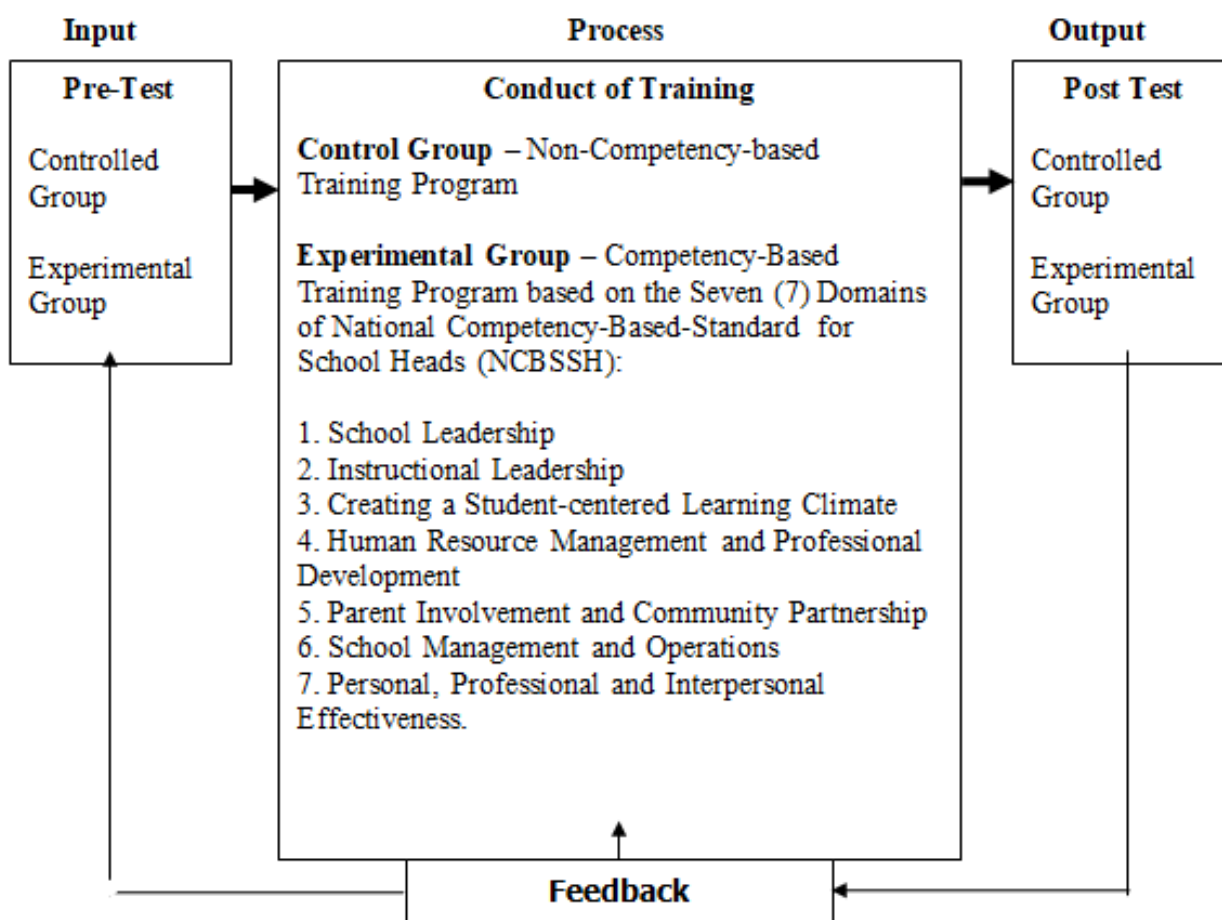 Input
Process
Output
Pre-Test
Controlled
Group
Experimental
Group
Conduct of Training
Control Group – Non-Competency-based
Training Program
Experimental Group – Competency-Based
Training Program based on the Seven (7) Domains
of National Competency-Based-Standard for
School Heads (NCBSSH):
1. School Leadership
2. Instructional Leadership
3. Creating a Student-centered Learning Climate
4. Human Resource Management and Professional
Development
5. Parent Involvement and Community Partnership
6. School Management and Operations
7. Personal, Professional and Interpersonal
Effectiveness.
Post Test
Controlled
Group
Experimental
Group
Feedback